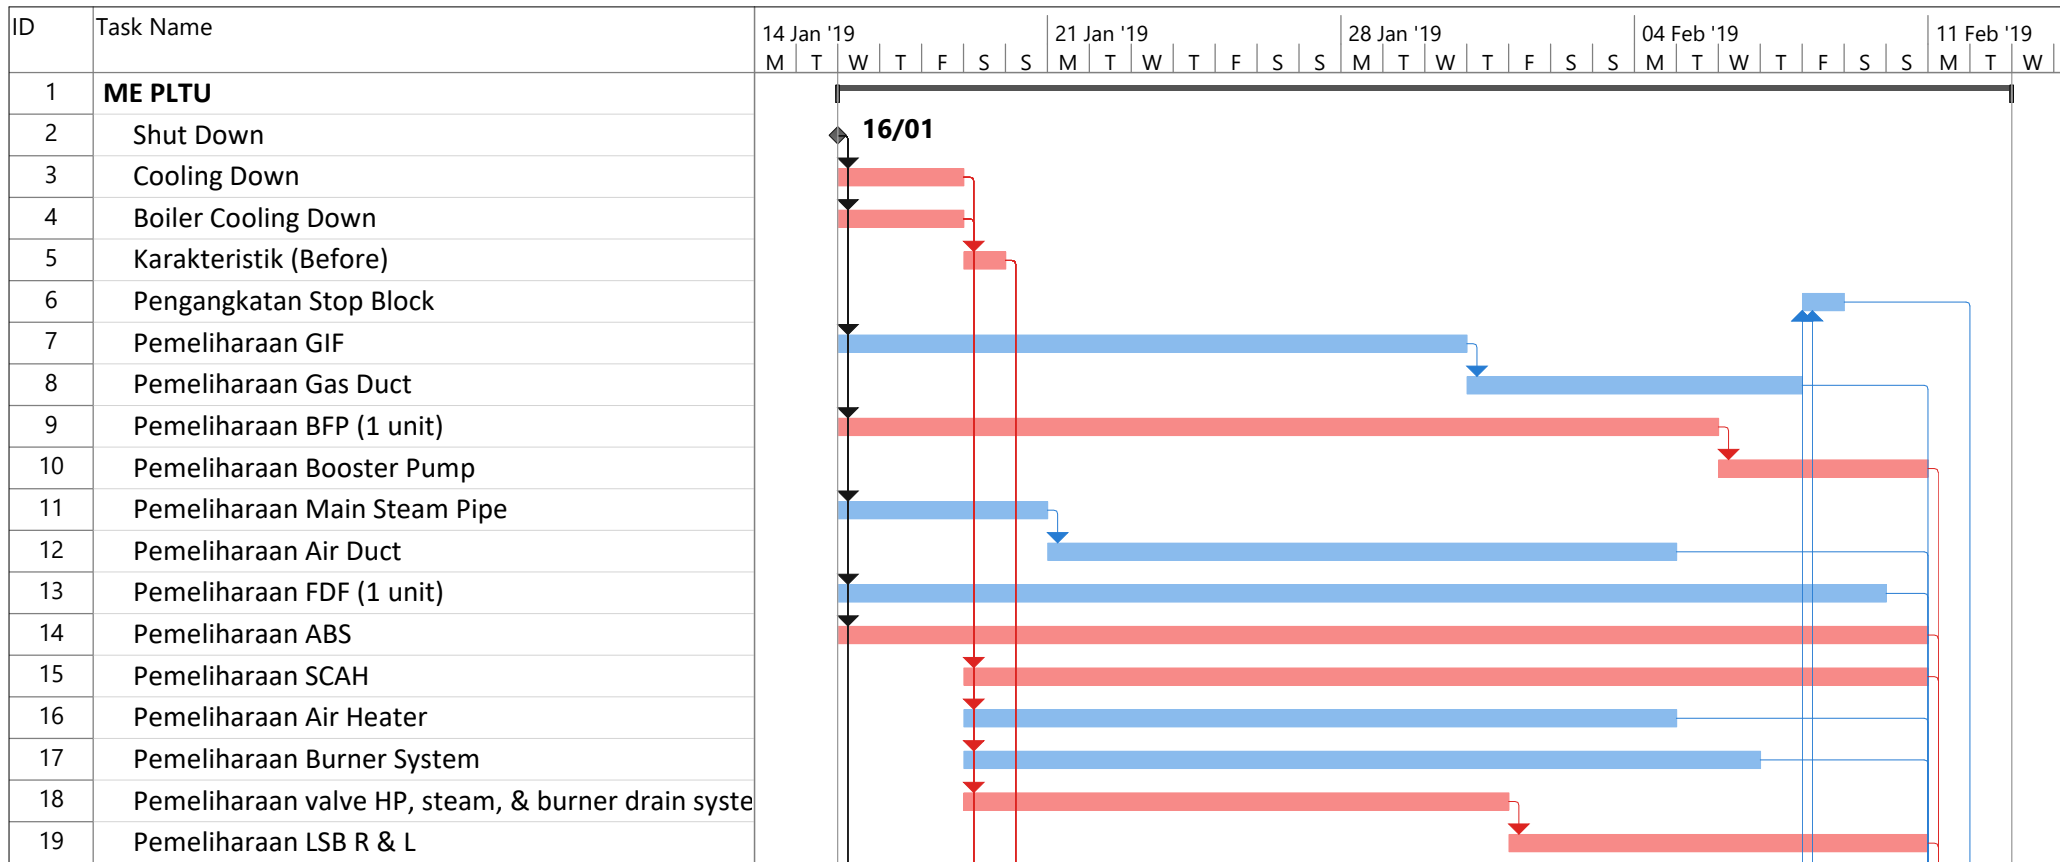 ID Task Name 14 Jan '19 21 Jan '19 28 Jan '19 04 Feb '19 11 Feb '19
M T W T F S S M T W T F S S M T W T F S S M T W T F S S M T W
1 ME PLTU
2 Shut Down 16/01
3 Cooling Down
4 Boiler Cooling Down
5 Karakteristik (Before)
6 Pengangkatan Stop Block
7 Pemeliharaan GIF
8 Pemeliharaan Gas Duct
9 Pemeliharaan BFP (1 unit)
10 Pemeliharaan Booster Pump
11 Pemeliharaan Main Steam Pipe
12 Pemeliharaan Air Duct
13 Pemeliharaan FDF (1 unit)
14 Pemeliharaan ABS
15 Pemeliharaan SCAH
16 Pemeliharaan Air Heater
17 Pemeliharaan Burner System
18 Pemeliharaan valve HP, steam, & burner drain syste
19 Pemeliharaan LSB R & L